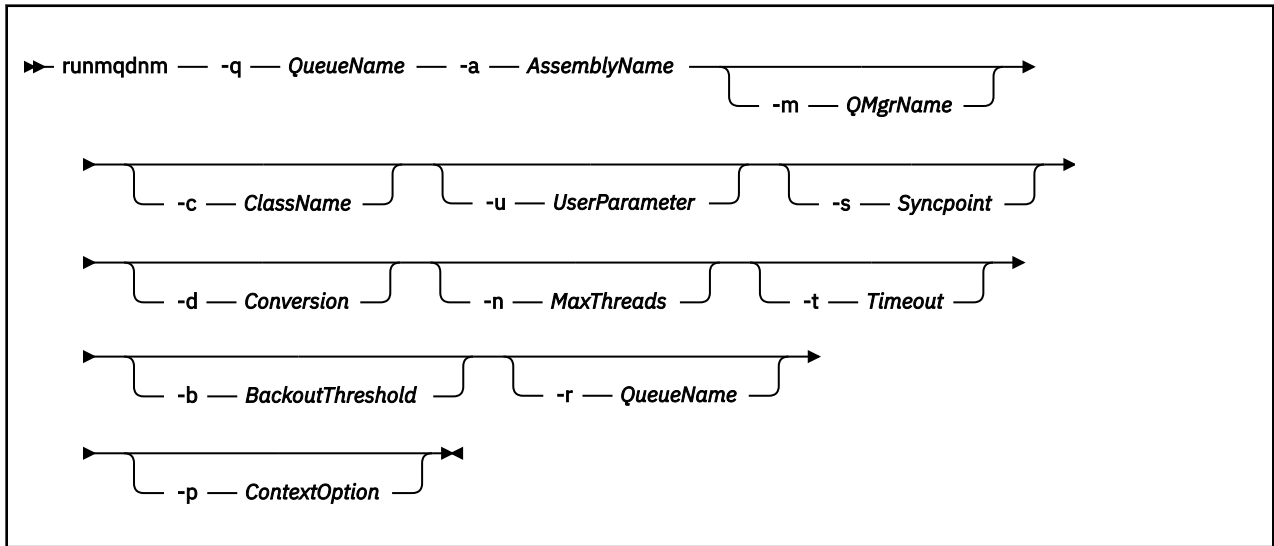 runmqdnm -q QueueName -a AssemblyName
-m QMgrName
-c ClassName -u UserParameter -s Syncpoint
-d Conversion -n MaxThreads -t Timeout
-b BackoutThreshold -r QueueName
-p ContextOption